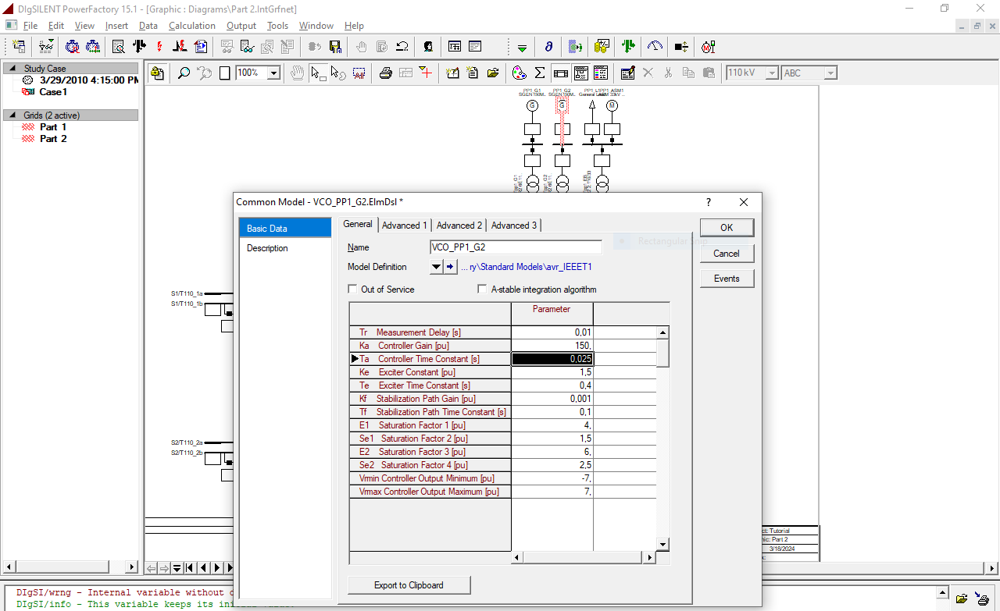 DIgSILENT PowerFactory 15.1 - [Graphic : Diagrams\Part 2.IntGrfnet]
File Edit View Insert Data Calculation Output Tools Window Help
100%
110 kV ABC
Study Case
3/29/2010 4:15:00 PM
Case1
Grids (2 active)
Part 1
Part 2
PP1_G1 PP1_G2
G G M
S1/T110_1a
S1/T110_1b
S2/T110_2a
S2/T110_2b
Common Model - VCO_PP1_G2.ElmDsl *
Basic Data
Description
General Advanced 1 Advanced 2 Advanced 3
OK
Cancel
Events
Rectangular Snip
Name VCO_PP1_G2
Model Definition ... ry\Standard Models\avr_IEEET1
Out of Service A-stable integration algorithm
Parameter
Tr Measurement Delay [s] 0,01
Ka Controller Gain [pu] 150,
Ta Controller Time Constant [s] 0,025
Ke Exciter Constant [pu] 1,5
Te Exciter Time Constant [s] 0,4
Kf Stabilization Path Gain [pu] 0,001
Tf Stabilization Path Time Constant [s] 0,1
E1 Saturation Factor 1 [pu] 4,
Se1 Saturation Factor 2 [pu] 1,5
E2 Saturation Factor 3 [pu] 6,
Se2 Saturation Factor 4 [pu] 2,5
Vmin Controller Output Minimum [pu] -7,
Vmax Controller Output Maximum [pu] 7,
Export to Clipboard
ct: Tutorial
hic: Part 2
3/18/2024
DIgSI/wrng - Internal variable without
DIgSI/info - This variable keeps its